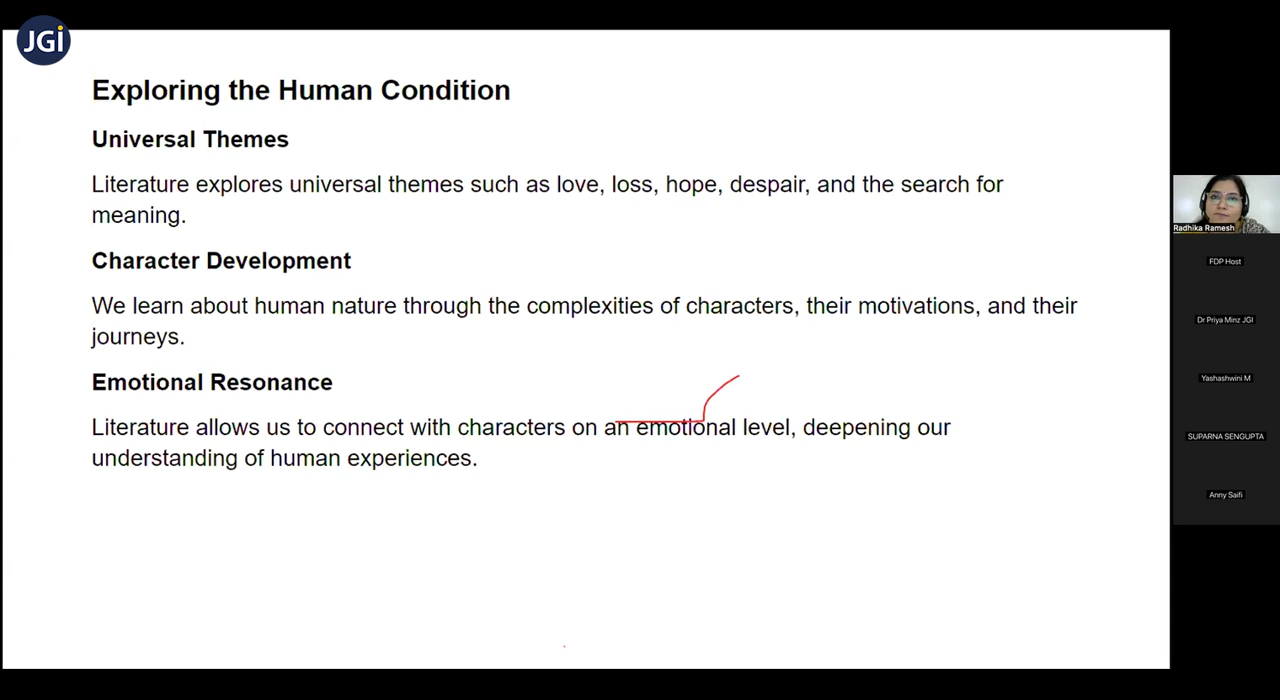 JGi
Exploring the Human Condition
Universal Themes
Literature explores universal themes such as love, loss, hope, despair, and the search for
meaning.
Character Development
We learn about human nature through the complexities of characters, their motivations, and their
journeys.
Emotional Resonance
Literature allows us to connect with characters on an emotional level, deepening our
understanding of human experiences.
Radhika Ramesh
FDP Host
Dr Priya Minz JGI
Yashashwini M
SUPARNA SENGUPTA
Anny Saifi